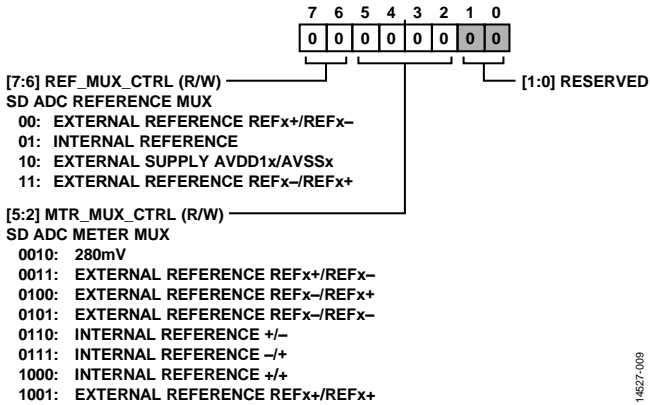 7 6 5 4 3 2 1 0
0 0 0 0 0 0 0 0
[7:6] REF_MUX_CTRL (R/W)
[1:0] RESERVED
SD ADC REFERENCE MUX
00: EXTERNAL REFERENCE REFx+/REFx–
01: INTERNAL REFERENCE
10: EXTERNAL SUPPLY AVDD1x/AVSSx
11: EXTERNAL REFERENCE REFx–/REFx+
[5:2] MTR_MUX_CTRL (R/W)
SD ADC METER MUX
0010: 280mV
0011: EXTERNAL REFERENCE REFx+/REFx–
0100: EXTERNAL REFERENCE REFx–/REFx+
0101: EXTERNAL REFERENCE REFx–/REFx–
0110: INTERNAL REFERENCE +/–
0111: INTERNAL REFERENCE –/+
1000: INTERNAL REFERENCE +/+
1001: EXTERNAL REFERENCE REFx+/REFx+
14527-009